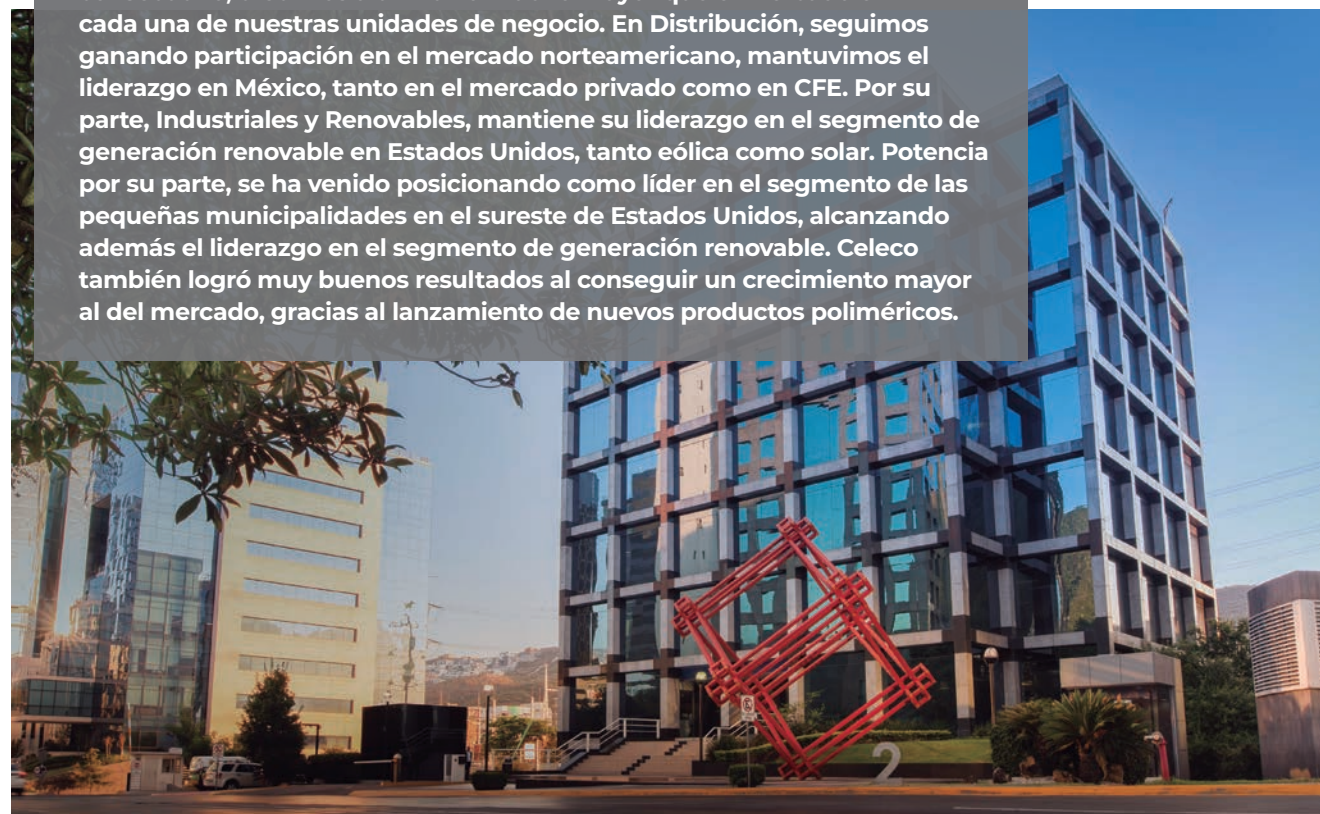 cada una de nuestras unidades de negocio. En Distribución, seguimos
ganando participación en el mercado norteamericano, mantuvimos el
liderazgo en México, tanto en el mercado privado como en CFE. Por su
parte, Industriales y Renovables, mantiene su liderazgo en el segmento de
generación renovable en Estados Unidos, tanto eólica como solar. Potencia
por su parte, se ha venido posicionando como líder en el segmento de las
pequeñas municipalidades en el sureste de Estados Unidos, alcanzando
además el liderazgo en el segmento de generación renovable. Celeco
también logró muy buenos resultados al conseguir un crecimiento mayor
al del mercado, gracias al lanzamiento de nuevos productos poliméricos.
2